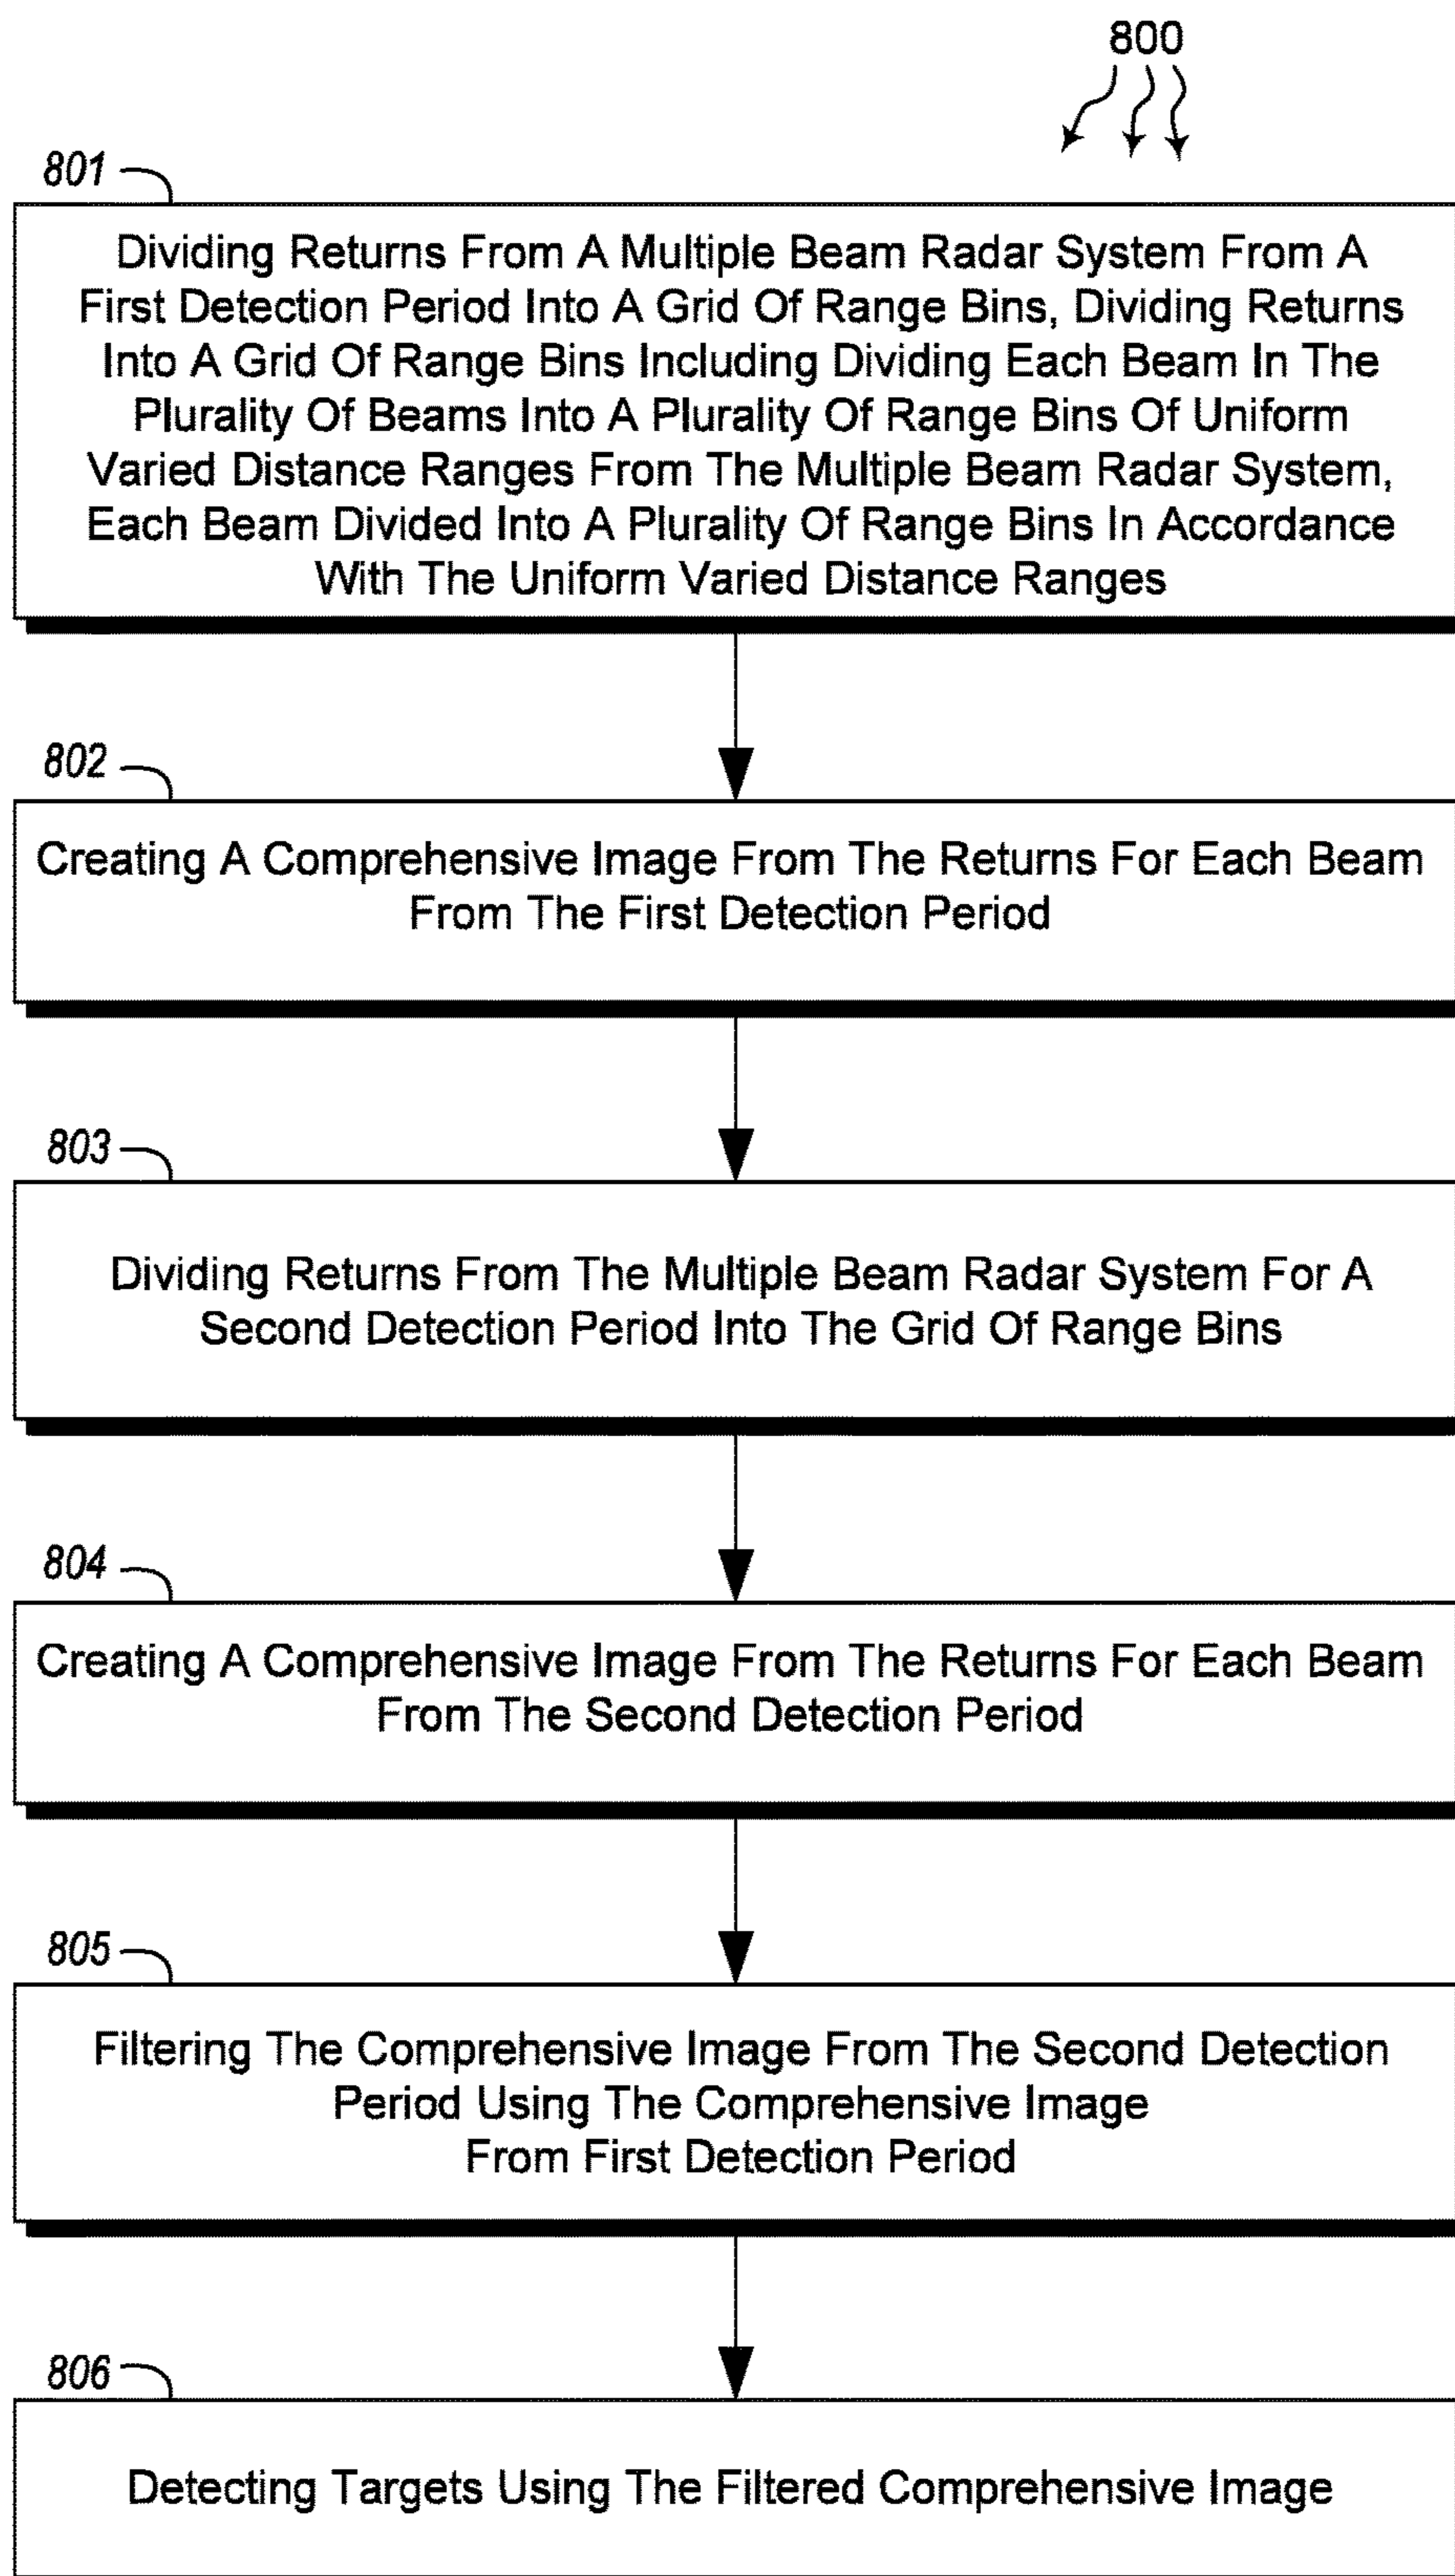 800
801
Dividing Returns From A Multiple Beam Radar System From A
First Detection Period Into A Grid Of Range Bins, Dividing Returns
Into A Grid Of Range Bins Including Dividing Each Beam In The
Plurality Of Beams Into A Plurality Of Range Bins Of Uniform
Varied Distance Ranges From The Multiple Beam Radar System,
Each Beam Divided Into A Plurality Of Range Bins In Accordance
With The Uniform Varied Distance Ranges
802
Creating A Comprehensive Image From The Returns For Each Beam
From The First Detection Period
803
Dividing Returns From The Multiple Beam Radar System For A
Second Detection Period Into The Grid Of Range Bins
804
Creating A Comprehensive Image From The Returns For Each Beam
From The Second Detection Period
805
Filtering The Comprehensive Image From The Second Detection
Period Using The Comprehensive Image
From First Detection Period
806
Detecting Targets Using The Filtered Comprehensive Image